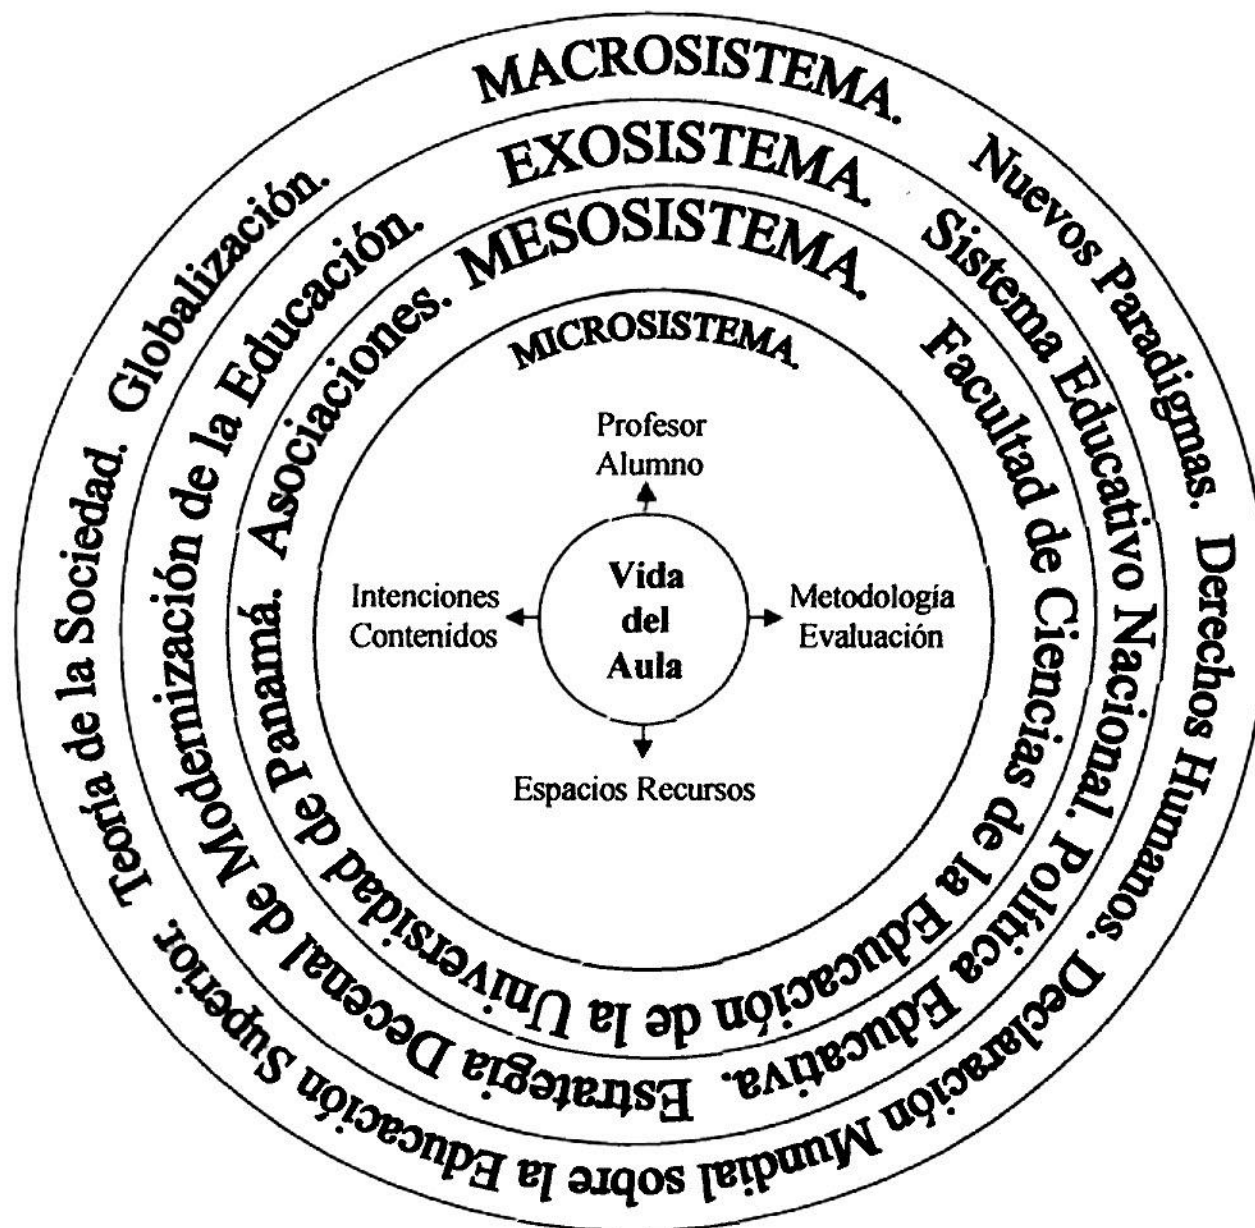 MACROSISTEMA. Nuevos Paradigmas. Derechos Humanos. Declaración Mundial sobre la Educación Superior. Teoría de la Sociedad. Globalización.
EXOSISTEMA. Sistema Educativo Nacional. Política Educativa. Estrategia Decenal de Modernización de la Educación.
MESOSISTEMA. Facultad de Ciencias de la Educación de la Universidad de Panamá. Asociaciones.
MICROSISTEMA.
Profesor
Alumno
Intenciones
Contenidos
Vida
del
Aula
Metodología
Evaluación
Espacios Recursos